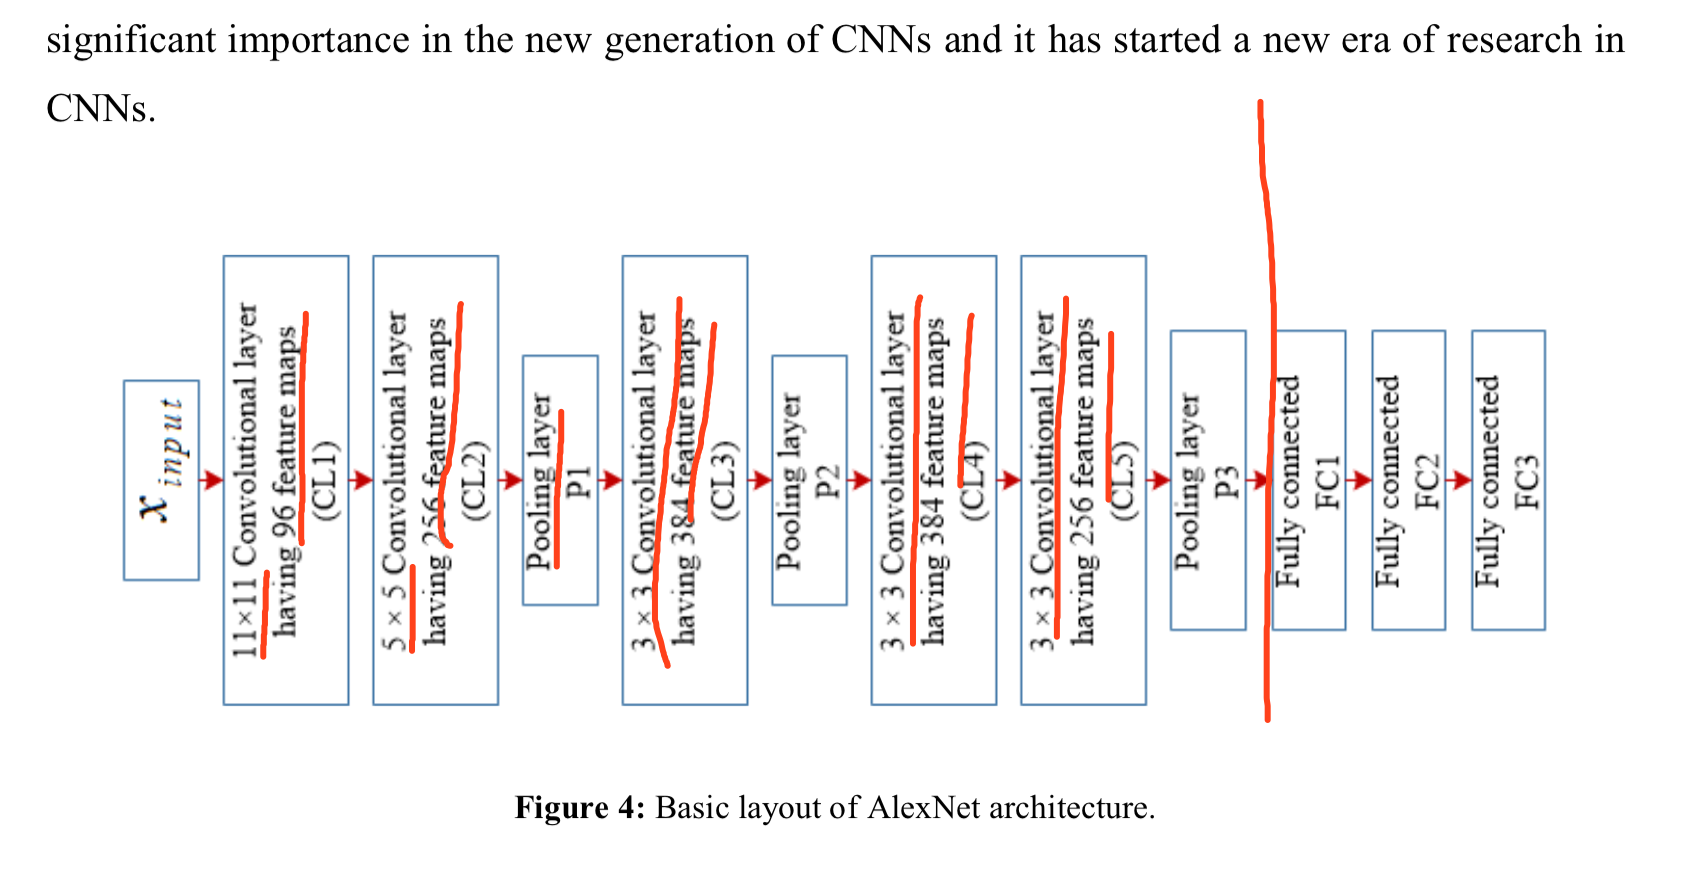 significant importance in the new generation of CNNs and it has started a new era of research in
CNNs.
x input
11×11 Convolutional layer
having 96 feature maps
(CL1)
5 × 5 Convolutional layer
having 256 feature maps
(CL2)
Pooling layer
P1
3 × 3 Convolutional layer
having 384 feature maps
(CL3)
Pooling layer
P2
3 × 3 Convolutional layer
having 384 feature maps
(CL4)
3 × 3 Convolutional layer
having 256 feature maps
(CL5)
Pooling layer
P3
Fully connected
FC1
Fully connected
FC2
Fully connected
FC3
Figure 4: Basic layout of AlexNet architecture.